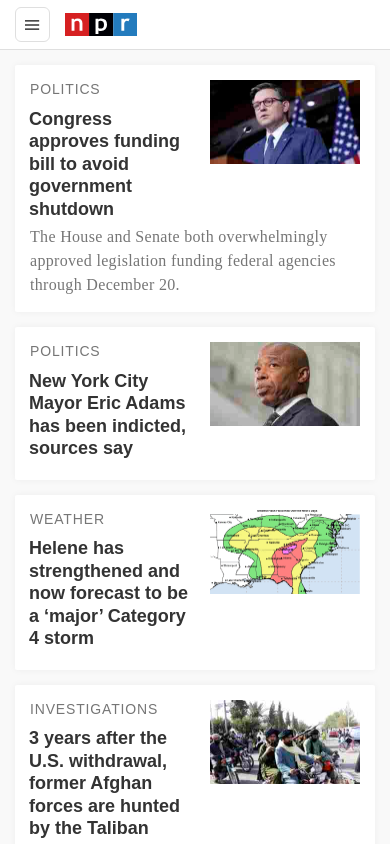 npr
POLITICS
Congress
approves funding
bill to avoid
government
shutdown
The House and Senate both overwhelmingly
approved legislation funding federal agencies
through December 20.
POLITICS
New York City
Mayor Eric Adams
has been indicted,
sources say
WEATHER
Helene has
strengthened and
now forecast to be
a ‘major’ Category
4 storm
INVESTIGATIONS
3 years after the
U.S. withdrawal,
former Afghan
forces are hunted
by the Taliban